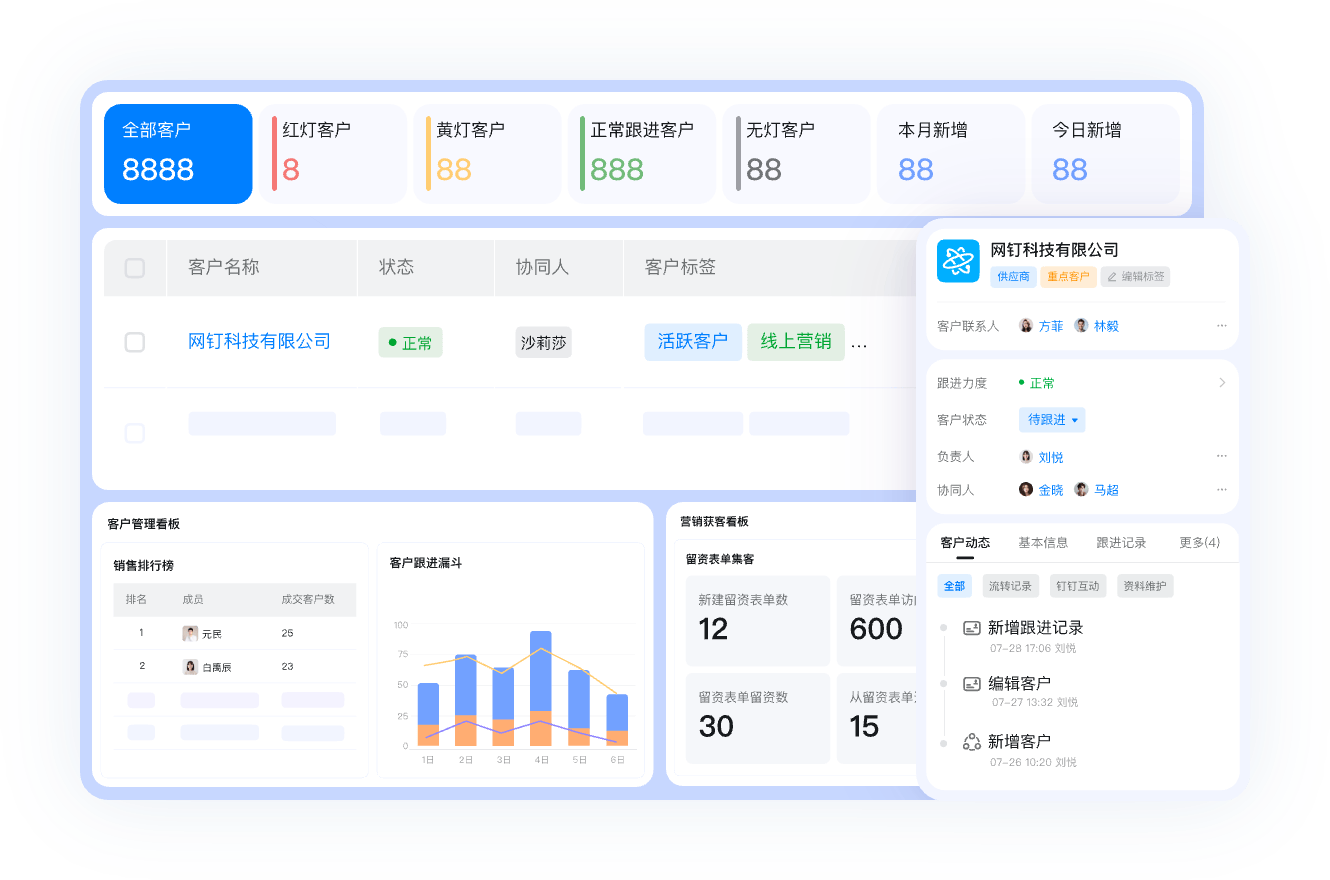 全部客户
8888
红灯客户
8
黄灯客户
88
正常跟进客户
888
无灯客户
88
本月新增
88
今日新增
88
客户名称 状态 协同人 客户标签
网钉科技有限公司 正常 沙莉莎 活跃客户 线上营销 ...
客户管理看板
销售排行榜
排名 成员 成交客户数
1 元民 25
2 白禹辰 23
客户跟进漏斗
100
75
50
25
0
1日 2日 3日 4日 5日 6日
营销获客看板
留资表单集客
新建留资表单数
12
留资表单访
600
留资表单留资数
30
从留资表单
15
网钉科技有限公司
供应商 重点客户 编辑标签
客户联系人 方菲 林毅 ...
跟进力度 正常
客户状态 待跟进
负责人 刘悦 ...
协同人 金晓 马超 ...
客户动态 基本信息 跟进记录 更多(4)
全部 流转记录 钉钉互动 资料维护
新增跟进记录
07-28 17:06 刘悦
编辑客户
07-27 13:32 刘悦
新增客户
07-26 10:20 刘悦